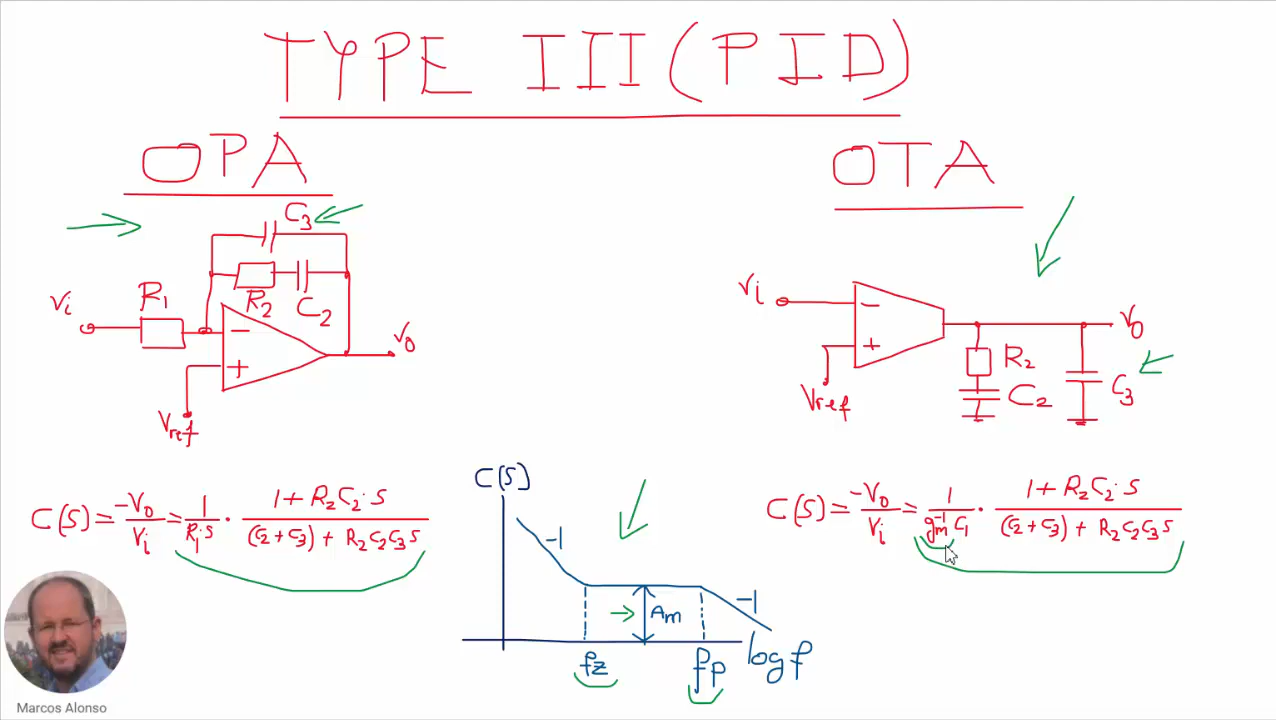 TYPE III (PID)
OPA
OTA
C3
R2 C2
R1
Vi
V0
Vref
Vi
V0
R2
C2
C3
Vref
C(S) = -V0/Vi = 1/(R1·S) · (1+R2C2·S)/((C2+C3)+R2C2C3S)
C(S)
-1
Am
-1
fz
fp
log f
C(S) = -V0/Vi = 1/(gm^-1 C1) · (1+R2C2·S)/((C2+C3)+R2C2C3S)
Marcos Alonso